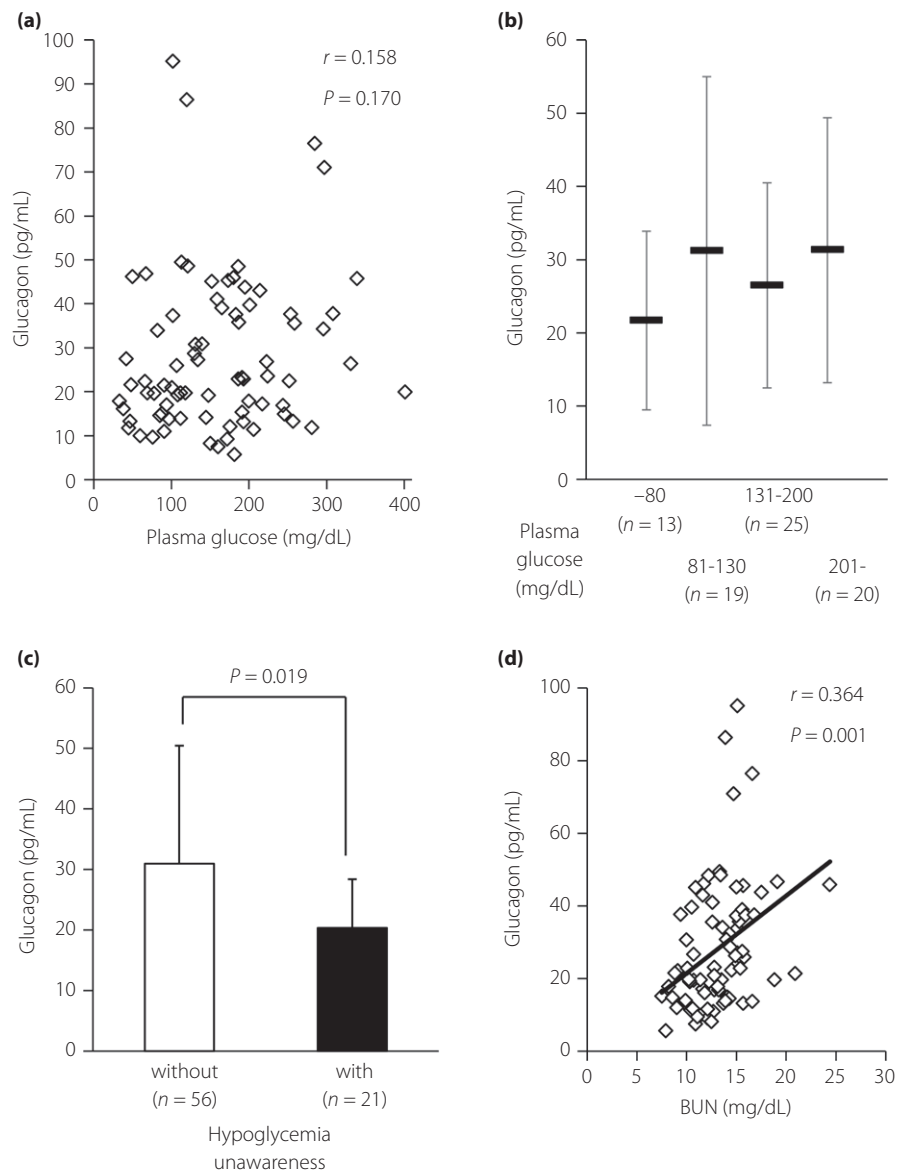 (a)
100
90
80
70
60
50
40
30
20
10
0
Glucagon (pg/mL)
r = 0.158
P = 0.170
0 100 200 300 400
Plasma glucose (mg/dL)
(b)
60
50
40
30
20
10
0
Glucagon (pg/mL)
–80
(n = 13)
131-200
(n = 25)
Plasma
glucose
(mg/dL)
81-130
(n = 19)
201-
(n = 20)
(c)
60
50
40
30
20
10
0
Glucagon (pg/mL)
P = 0.019
without
(n = 56)
with
(n = 21)
Hypoglycemia
unawareness
(d)
100
80
60
40
20
0
Glucagon (pg/mL)
r = 0.364
P = 0.001
0 5 10 15 20 25 30
BUN (mg/dL)